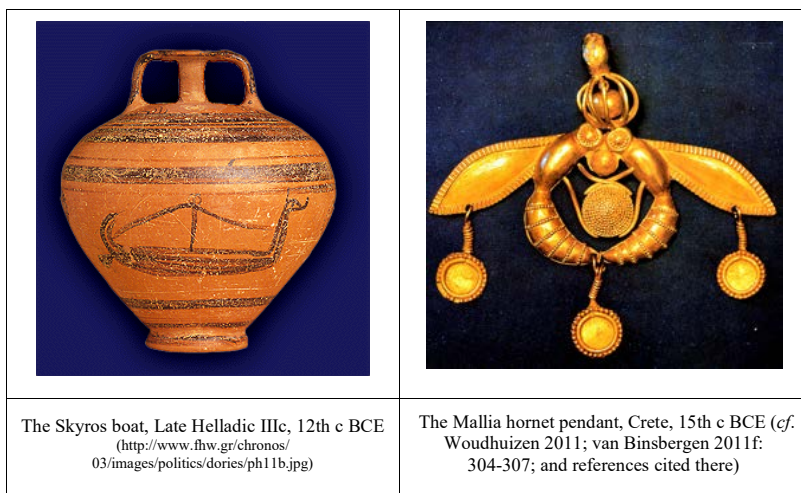 The Skyros boat, Late Helladic IIIc, 12th c BCE
(http://www.fhw.gr/chronos/
03/images/politics/dories/ph11b.jpg)
The Mallia hornet pendant, Crete, 15th c BCE (cf.
Woudhuizen 2011; van Binsbergen 2011f:
304-307; and references cited there)